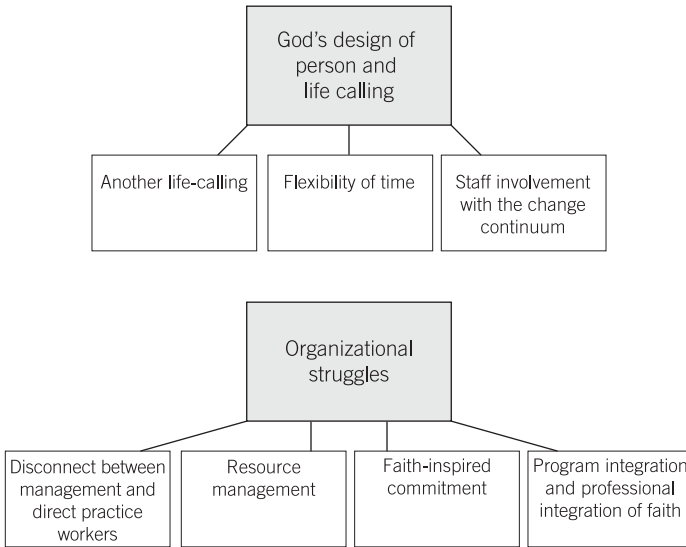 God’s design of
person and
life calling
Another life-calling
Flexibility of time
Staff involvement
with the change
continuum
Organizational
struggles
Disconnect between
management and
direct practice
workers
Resource
management
Faith-inspired
commitment
Program integration
and professional
integration of faith